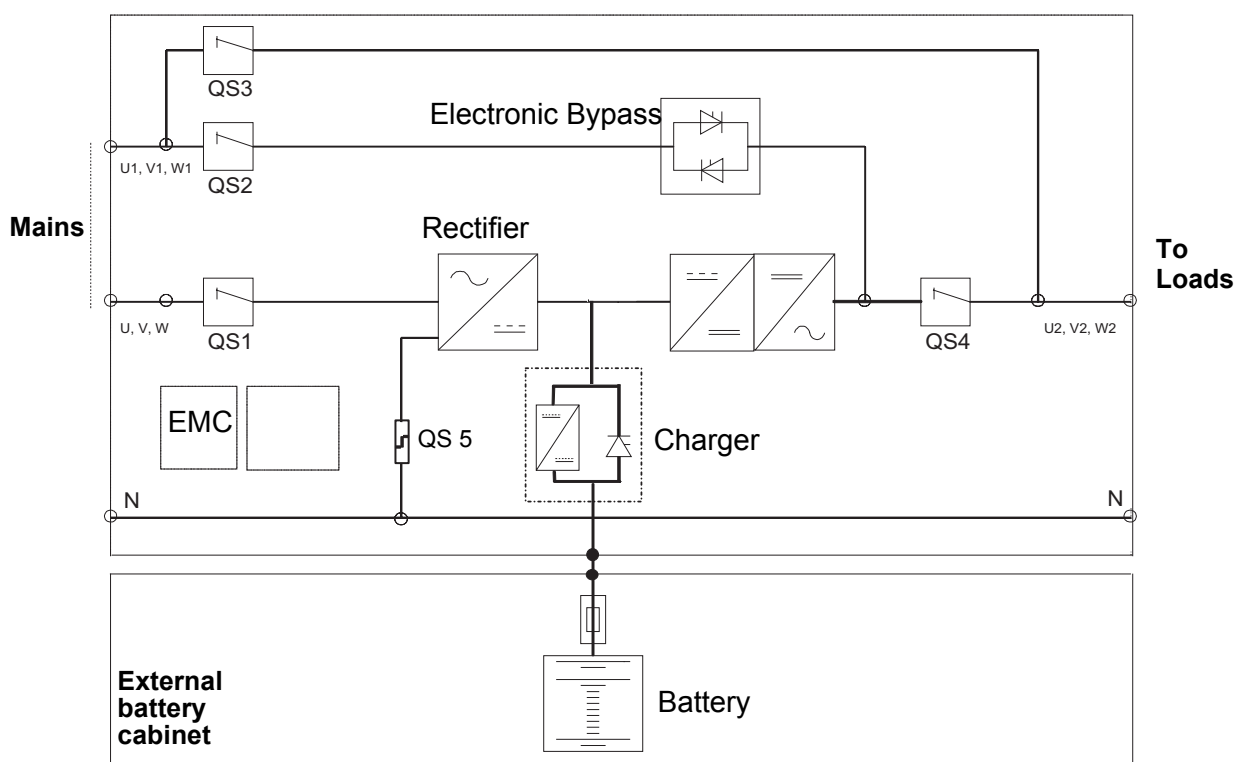 QS3
Electronic Bypass
U1, V1, W1
QS2
Mains
Rectifier
To
Loads
U, V, W
QS1
QS4
U2, V2, W2
EMC
QS 5
Charger
N
N
External
battery
cabinet
Battery